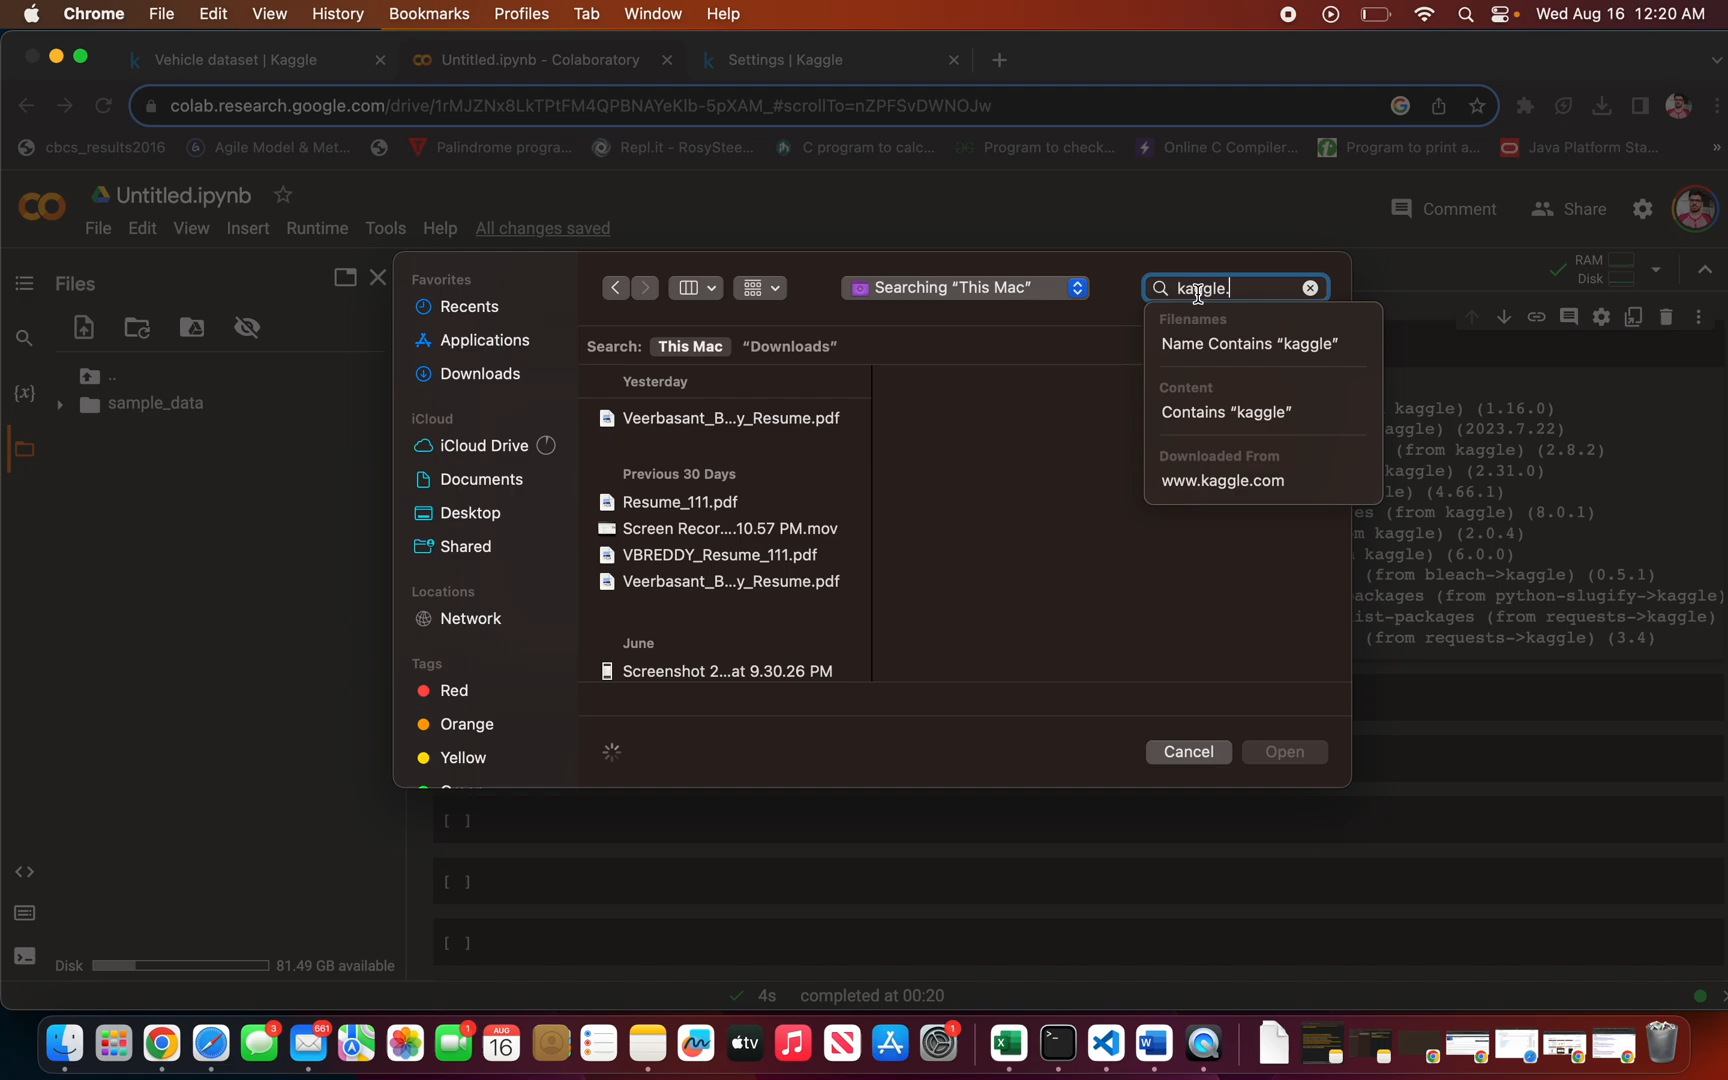 Chrome File Edit View History Bookmarks Profiles Tab Window Help Wed Aug 16 12:20 AM
Vehicle dataset | Kaggle Untitled.ipynb - Colaboratory Settings | Kaggle
colab.research.google.com/drive/1rMJZNx8LkTPtFM4QPBNAYeKlb-5pXAM_#scrollTo=nZPFSvDWNOJw
cbcs_results2016 Agile Model & Met... Palindrome progra... Repl.it - RosyStee... C program to calc... Program to check... Online C Compiler... Program to print a... Java Platform Sta... »
Untitled.ipynb
Comment Share
File Edit View Insert Runtime Tools Help All changes saved
RAM
Disk
Files
..
sample_data
{x}
Disk 81.49 GB available
Favorites
Recents
Applications
Downloads
iCloud
iCloud Drive
Documents
Desktop
Shared
Locations
Network
Tags
Red
Orange
Yellow
Searching “This Mac”
kaggle.
Search: This Mac “Downloads”
Yesterday
Veerbasant_B...y_Resume.pdf
Previous 30 Days
Resume_111.pdf
Screen Recor....10.57 PM.mov
VBREDDY_Resume_111.pdf
Veerbasant_B...y_Resume.pdf
June
Screenshot 2...at 9.30.26 PM
Filenames
Name Contains “kaggle”
Content
Contains “kaggle”
Downloaded From
www.kaggle.com
Cancel Open
kaggle) (1.16.0)
aggle) (2023.7.22)
(from kaggle) (2.8.2)
kaggle) (2.31.0)
le) (4.66.1)
es (from kaggle) (8.0.1)
m kaggle) (2.0.4)
kaggle) (6.0.0)
(from bleach->kaggle) (0.5.1)
ackages (from python-slugify->kaggle)
ist-packages (from requests->kaggle)
(from requests->kaggle) (3.4)
[ ]
[ ]
[ ]
4s completed at 00:20
3 661 1 AUG 16 tv 1